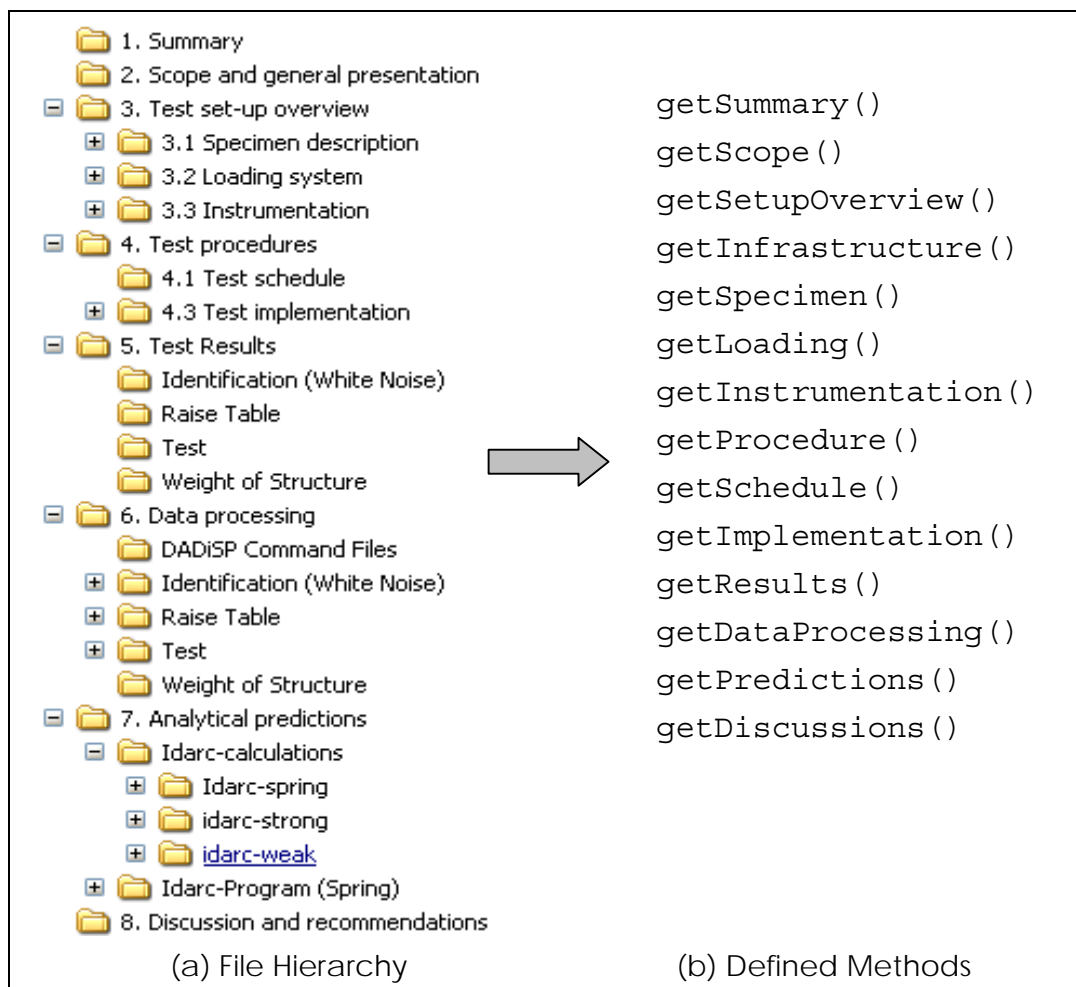 1. Summary
2. Scope and general presentation
3. Test set-up overview
3.1 Specimen description
3.2 Loading system
3.3 Instrumentation
4. Test procedures
4.1 Test schedule
4.3 Test implementation
5. Test Results
Identification (White Noise)
Raise Table
Test
Weight of Structure
6. Data processing
DADiSP Command Files
Identification (White Noise)
Raise Table
Test
Weight of Structure
7. Analytical predictions
Idarc-calculations
Idarc-spring
idarc-strong
idarc-weak
Idarc-Program (Spring)
8. Discussion and recommendations
(a) File Hierarchy
getSummary()
getScope()
getSetupOverview()
getInfrastructure()
getSpecimen()
getLoading()
getInstrumentation()
getProcedure()
getSchedule()
getImplementation()
getResults()
getDataProcessing()
getPredictions()
getDiscussions()
(b) Defined Methods